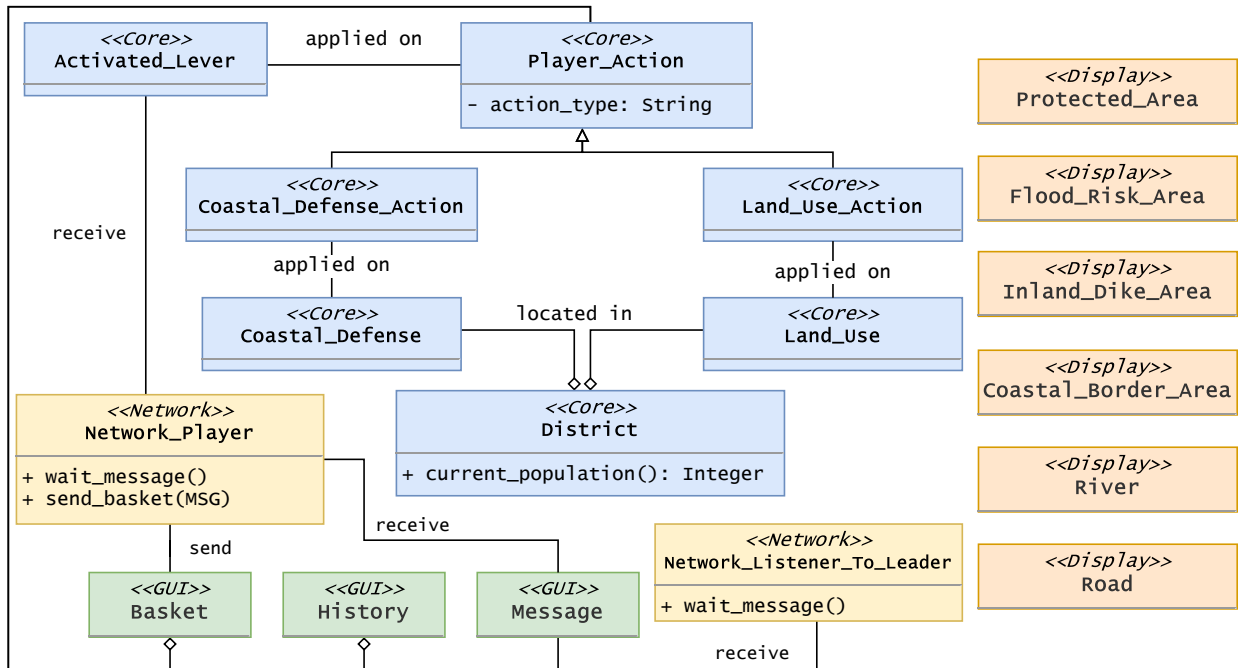 <<Core>>
Activated_Lever
applied on
<<Core>>
Player_Action
- action_type: String
<<Display>>
Protected_Area
<<Core>>
Coastal_Defense_Action
<<Core>>
Land_Use_Action
<<Display>>
Flood_Risk_Area
receive
applied on
applied on
<<Display>>
Inland_Dike_Area
<<Core>>
Coastal_Defense
located in
<<Core>>
Land_Use
<<Display>>
Coastal_Border_Area
<<Network>>
Network_Player
+ wait_message()
+ send_basket(MSG)
<<Core>>
District
+ current_population(): Integer
<<Display>>
River
receive
send
<<Network>>
Network_Listener_To_Leader
+ wait_message()
<<Display>>
Road
<<GUI>>
Basket
<<GUI>>
History
<<GUI>>
Message
receive